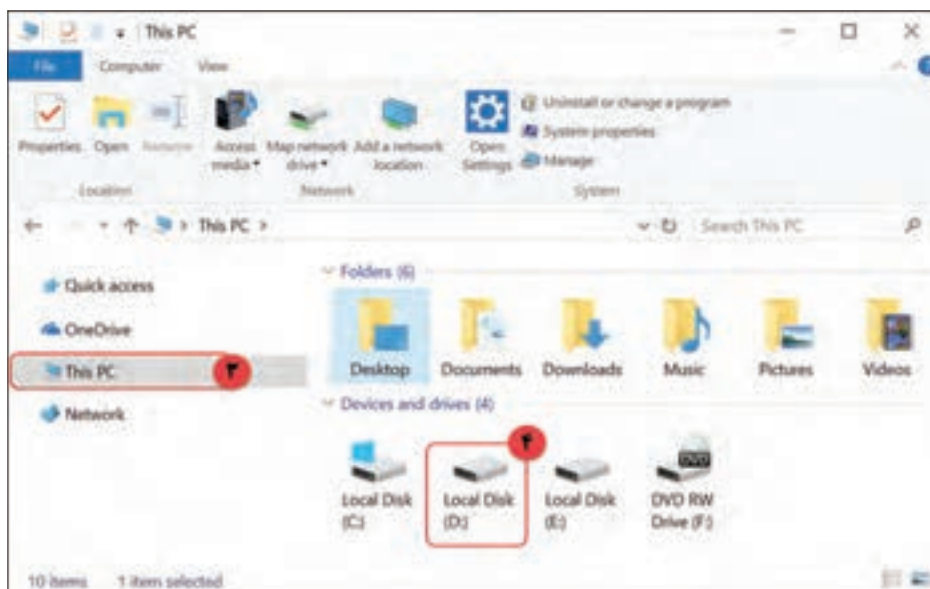 This PC
File Computer View
Properties Open Rename Access media Map network drive Add a network location Open Settings
Uninstall or change a program
System properties
Manage
Location Network System
This PC
Search This PC
Quick access
OneDrive
This PC ۳
Network
Folders (6)
Desktop Documents Downloads Music Pictures Videos
Devices and drives (4)
۴
Local Disk (C:) Local Disk (D:) Local Disk (E:) DVD RW Drive (F:)
DVD
10 items 1 item selected